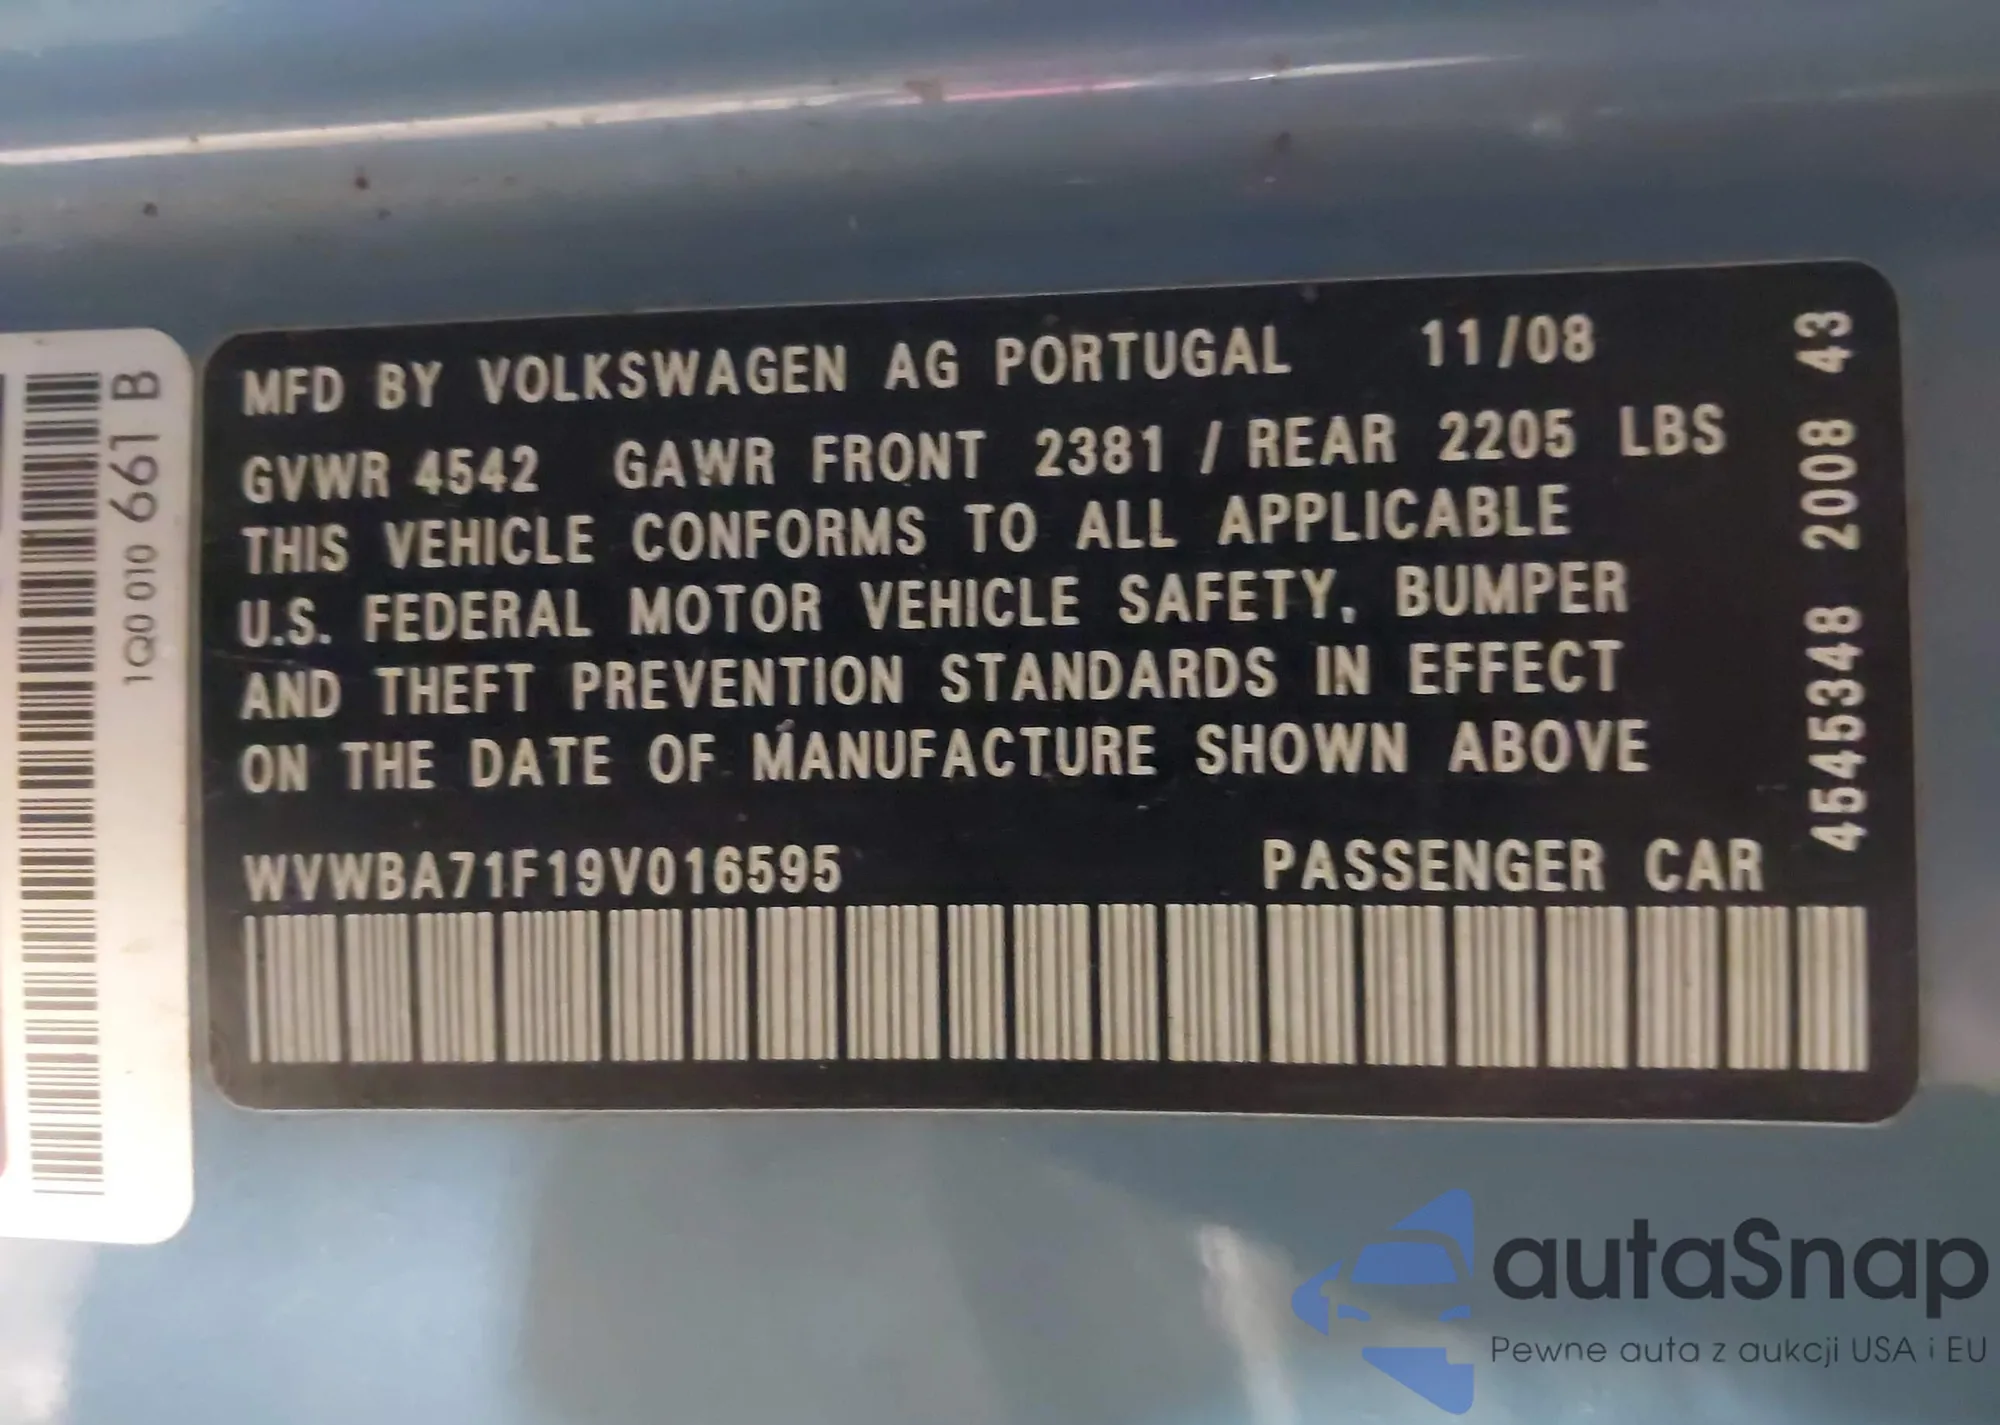 MFD BY VOLKSWAGEN AG PORTUGAL 11/08
GVWR 4542 GAWR FRONT 2381 / REAR 2205 LBS
THIS VEHICLE CONFORMS TO ALL APPLICABLE
U.S. FEDERAL MOTOR VEHICLE SAFETY, BUMPER
AND THEFT PREVENTION STANDARDS IN EFFECT
ON THE DATE OF MANUFACTURE SHOWN ABOVE
WVWBA71F19V016595 PASSENGER CAR
4545348 2008 43
1Q0 010 661 B
autaSnap
Pewne auta z aukcji USA i EU